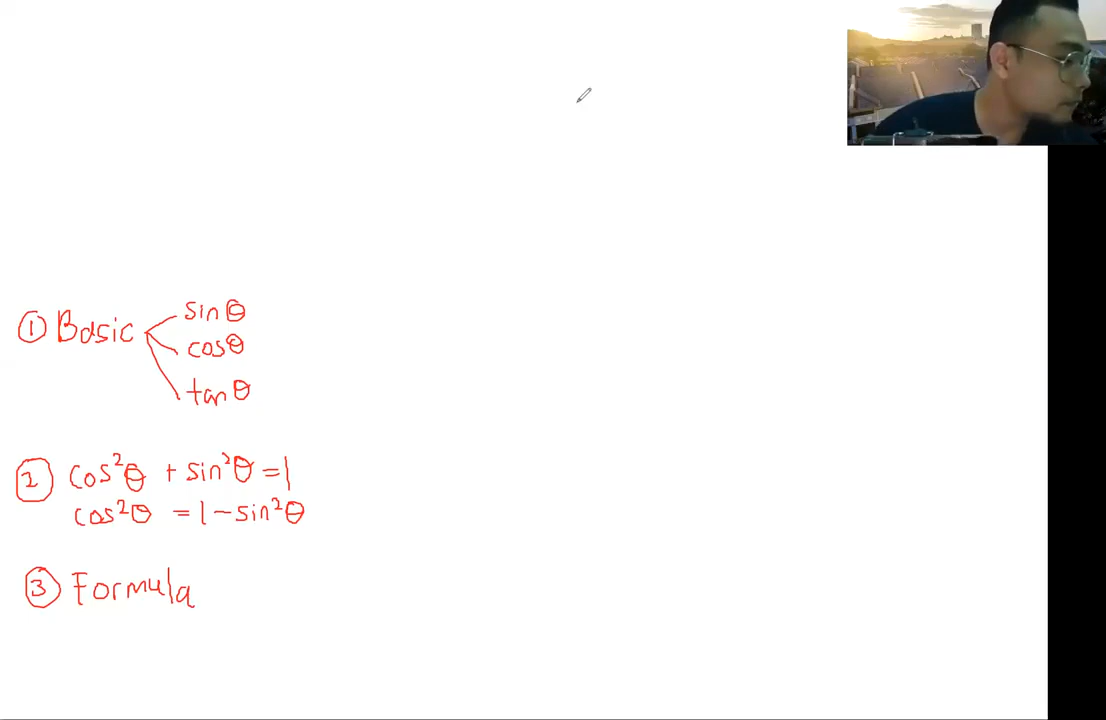 ① Basic
sinθ
cosθ
tanθ
② cos²θ + sin²θ = 1
cos²θ = 1 - sin²θ
③ Formula